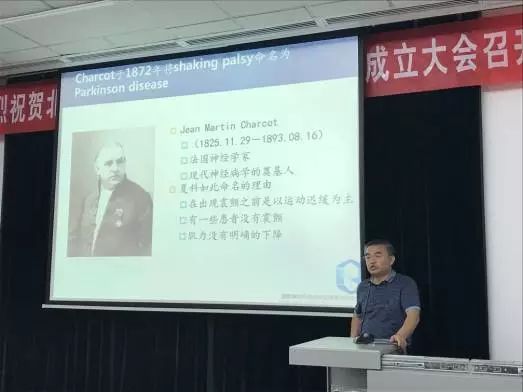 Charcot于1872年将shaking palsy命名为
Parkinson disease
烈祝贺北
成立大会召开
Jean Martin Charcot
(1825.11.29—1893.08.16)
法国神经学家
现代神经病学的奠基人
夏科如此命名的理由
在出现震颤之前是以运动迟缓为主
有一些患者没有震颤
肌力没有明确的下降